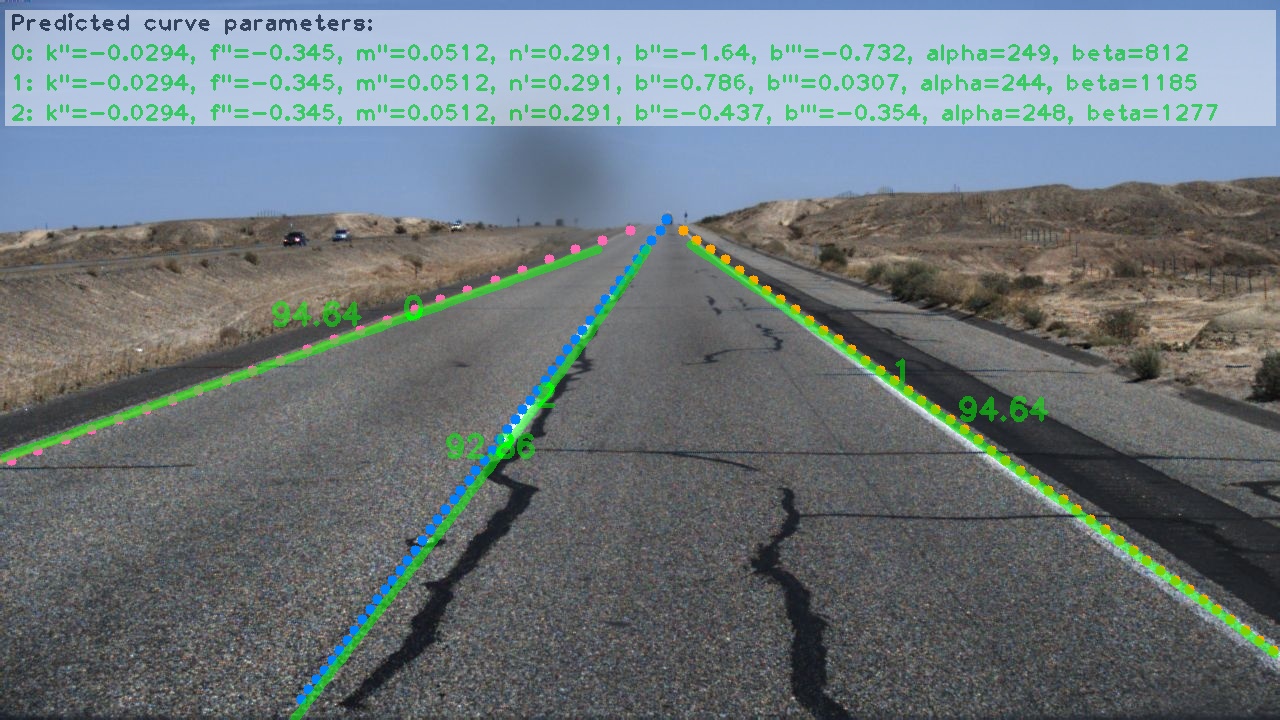 Predicted curve parameters:
0: k''=-0.0294, f''=-0.345, m''=0.0512, n'=0.291, b''=-1.64, b'''=-0.732, alpha=249, beta=812
1: k''=-0.0294, f''=-0.345, m''=0.0512, n'=0.291, b''=0.786, b'''=0.0307, alpha=244, beta=1185
2: k''=-0.0294, f''=-0.345, m''=0.0512, n'=0.291, b''=-0.437, b'''=-0.354, alpha=248, beta=1277
94.64 0
1
94.64
2